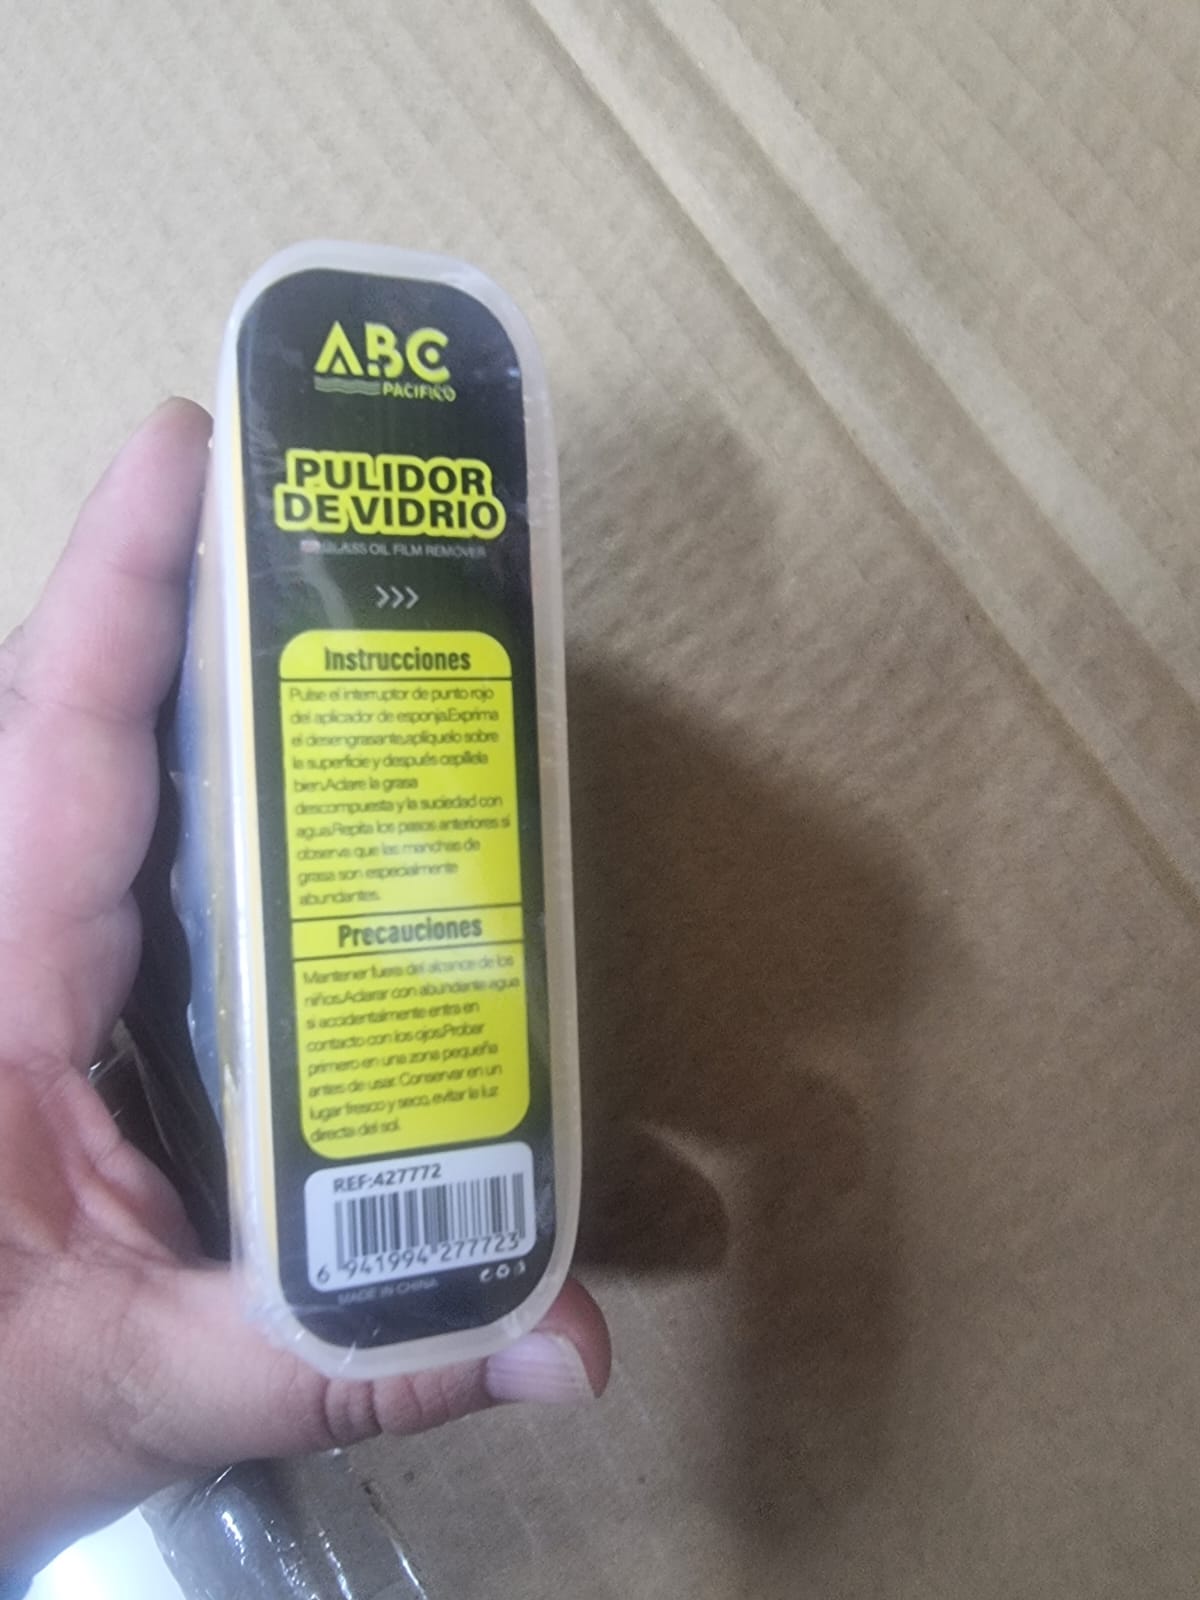 ABC
PACIFICO
PULIDOR
DE VIDRIO
GLASS OIL FILM REMOVER
>>>
Instrucciones
Pulse el interruptor de punto rojo
del aplicador de esponja.Exprima
el desengrasante,aplíquelo sobre
la superficie y después cepíllela
bien.Aclare la grasa
descompuesta y la suciedad con
agua.Repita los pasos anteriores si
observa que las manchas de
grasa son especialmente
abundantes.
Precauciones
Mantener fuera del alcance de los
niños.Aclarar con abundante agua
si accidentalmente entra en
contacto con los ojos.Probar
primero en una zona pequeña
antes de usar. Conservar en un
lugar fresco y seco, evitar la luz
directa del sol.
REF:427772
6 941994 277723
MADE IN CHINA